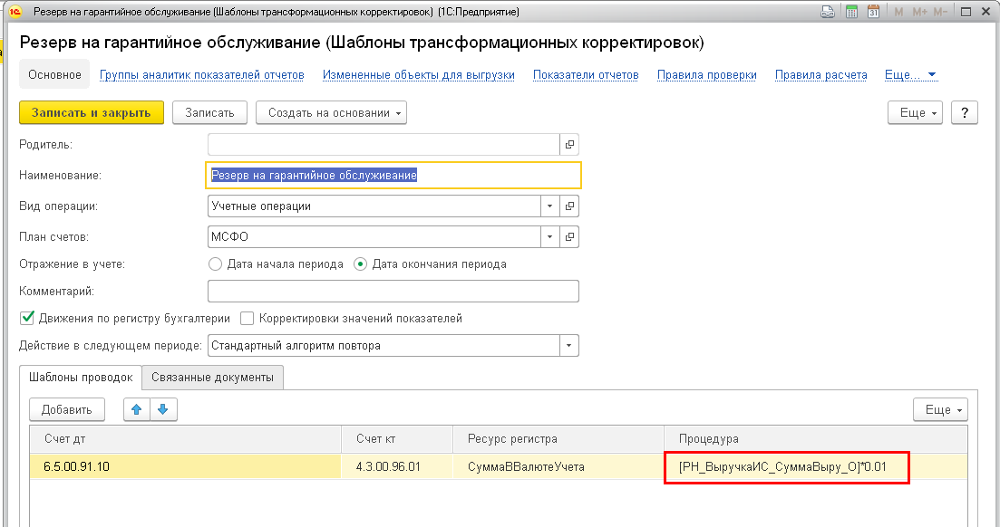 Резерв на гарантийное обслуживание (Шаблоны трансформационных корректировок) (1С:Предприятие)
31 M M+ M-
Резерв на гарантийное обслуживание (Шаблоны трансформационных корректировок)
Основное Группы аналитик показателей отчетов Измененные объекты для выгрузки Показатели отчетов Правила проверки Правила расчета Еще...
Записать и закрыть Записать Создать на основании Еще ?
Родитель:
Наименование: Резерв на гарантийное обслуживание
Вид операции: Учетные операции
План счетов: МСФО
Отражение в учете: Дата начала периода Дата окончания периода
Комментарий:
Движения по регистру бухгалтерии Корректировки значений показателей
Действие в следующем периоде: Стандартный алгоритм повтора
Шаблоны проводок Связанные документы
Добавить Еще
Счет дт Счет кт Ресурс регистра Процедура
6.5.00.91.10 4.3.00.96.01 СуммаВВалютеУчета [РН_ВыручкаИС_СуммаВыру_О]*0.01